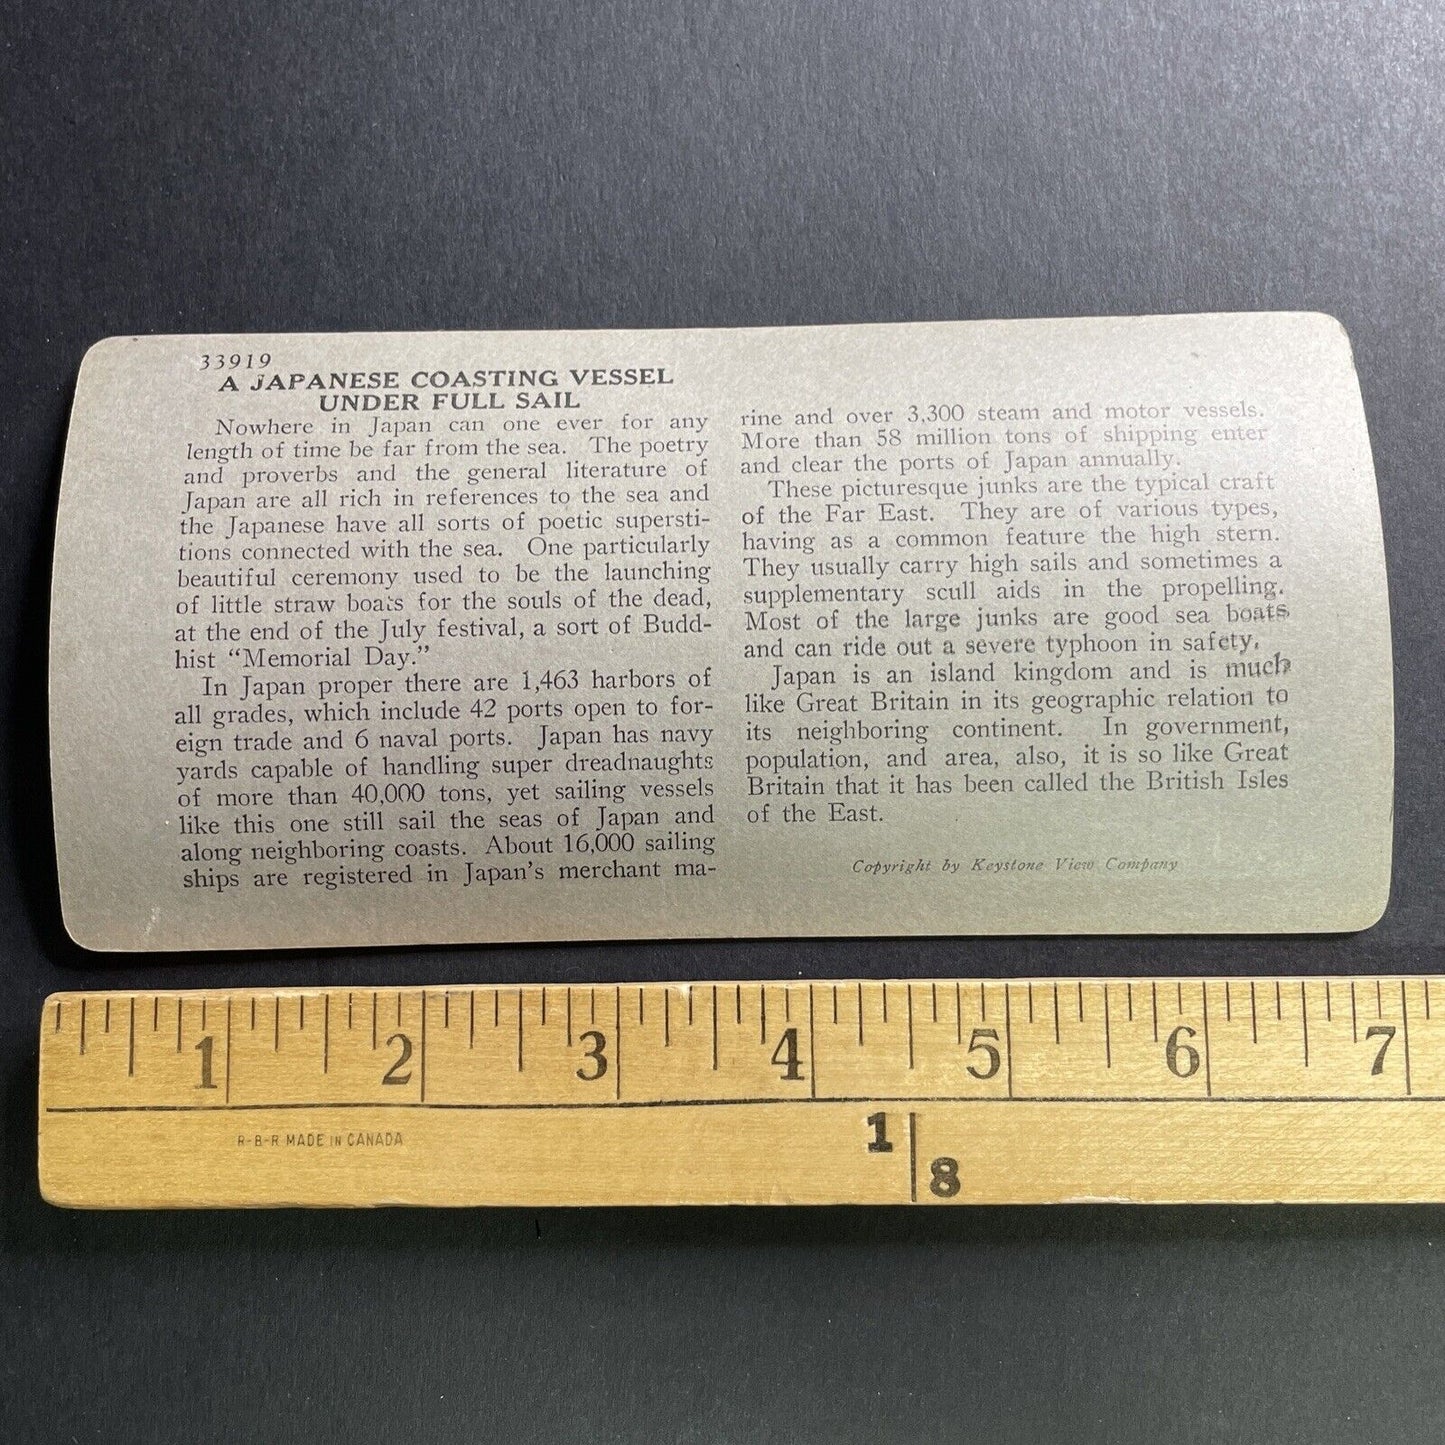 33919
A JAPANESE COASTING VESSEL
UNDER FULL SAIL
Nowhere in Japan can one ever for any
length of time be far from the sea. The poetry
and proverbs and the general literature of
Japan are all rich in references to the sea and
the Japanese have all sorts of poetic supersti-
tions connected with the sea. One particularly
beautiful ceremony used to be the launching
of little straw boats for the souls of the dead,
at the end of the July festival, a sort of Budd-
hist “Memorial Day.”
In Japan proper there are 1,463 harbors of
all grades, which include 42 ports open to for-
eign trade and 6 naval ports. Japan has navy
yards capable of handling super dreadnaughts
of more than 40,000 tons, yet sailing vessels
like this one still sail the seas of Japan and
along neighboring coasts. About 16,000 sailing
ships are registered in Japan's merchant ma-
rine and over 3,300 steam and motor vessels.
More than 58 million tons of shipping enter
and clear the ports of Japan annually.
These picturesque junks are the typical craft
of the Far East. They are of various types,
having as a common feature the high stern.
They usually carry high sails and sometimes a
supplementary scull aids in the propelling.
Most of the large junks are good sea boats
and can ride out a severe typhoon in safety.
Japan is an island kingdom and is much
like Great Britain in its geographic relation to
its neighboring continent. In government,
population, and area, also, it is so like Great
Britain that it has been called the British Isles
of the East.
Copyright by Keystone View Company
1 2 3 4 5 6 7
R-B-R MADE IN CANADA
1
8